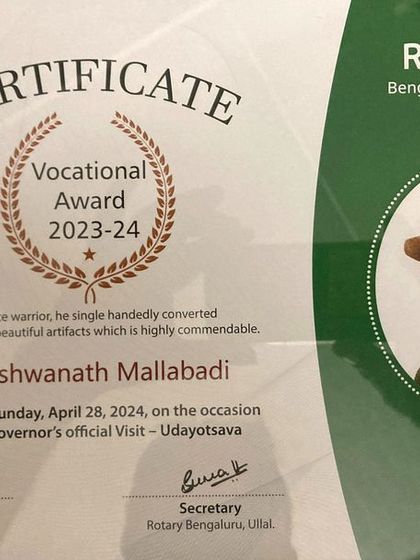 RTIFICATE
R
Beng
Vocational
Award
2023-24
te warrior, he single handedly converted
beautiful artifacts which is highly commendable.
shwanath Mallabadi
unday, April 28, 2024, on the occasion
overnor's official Visit – Udayotsava
Secretary
Rotary Bengaluru, Ullal.